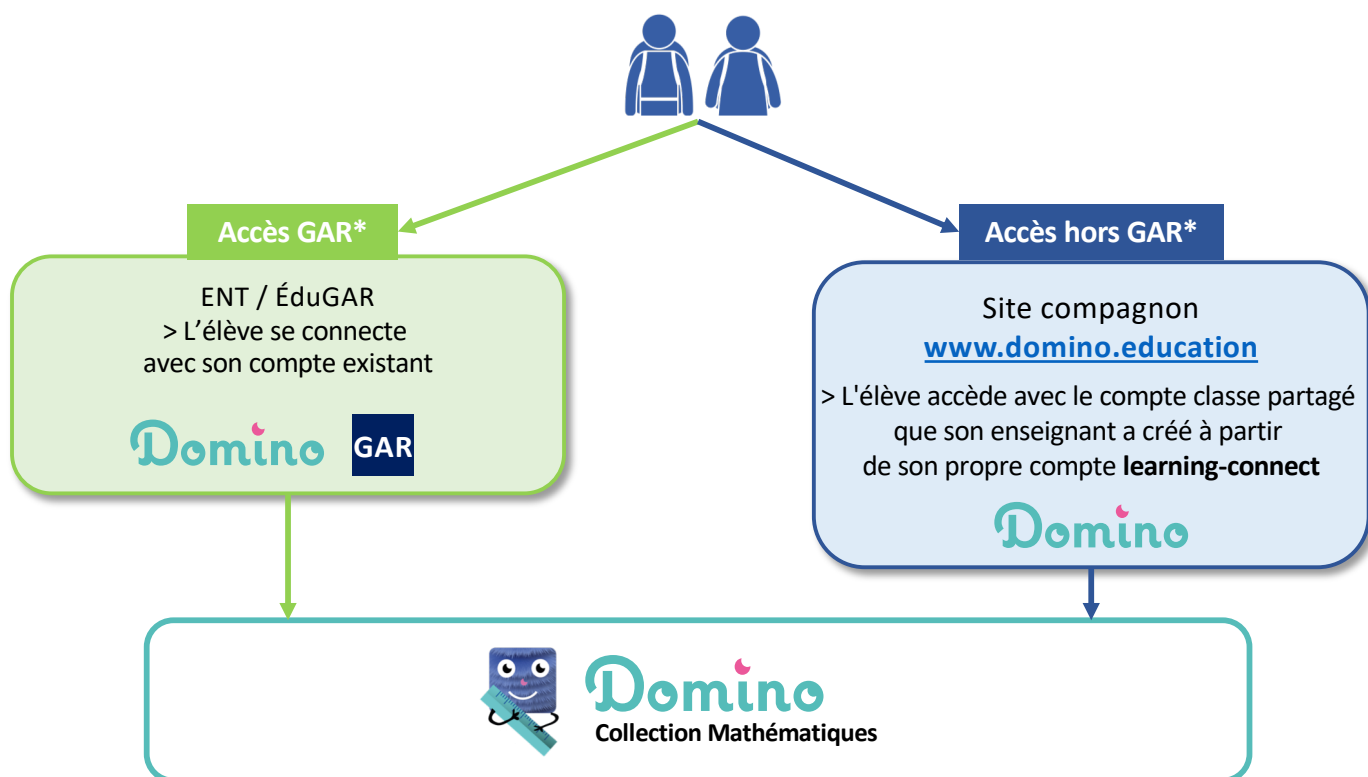 Accès GAR*
ENT / ÉduGAR
> L'élève se connecte
avec son compte existant
Domino GAR
Accès hors GAR*
Site compagnon
www.domino.education
> L'élève accède avec le compte classe partagé
que son enseignant a créé à partir
de son propre compte learning-connect
Domino
Domino
Collection Mathématiques